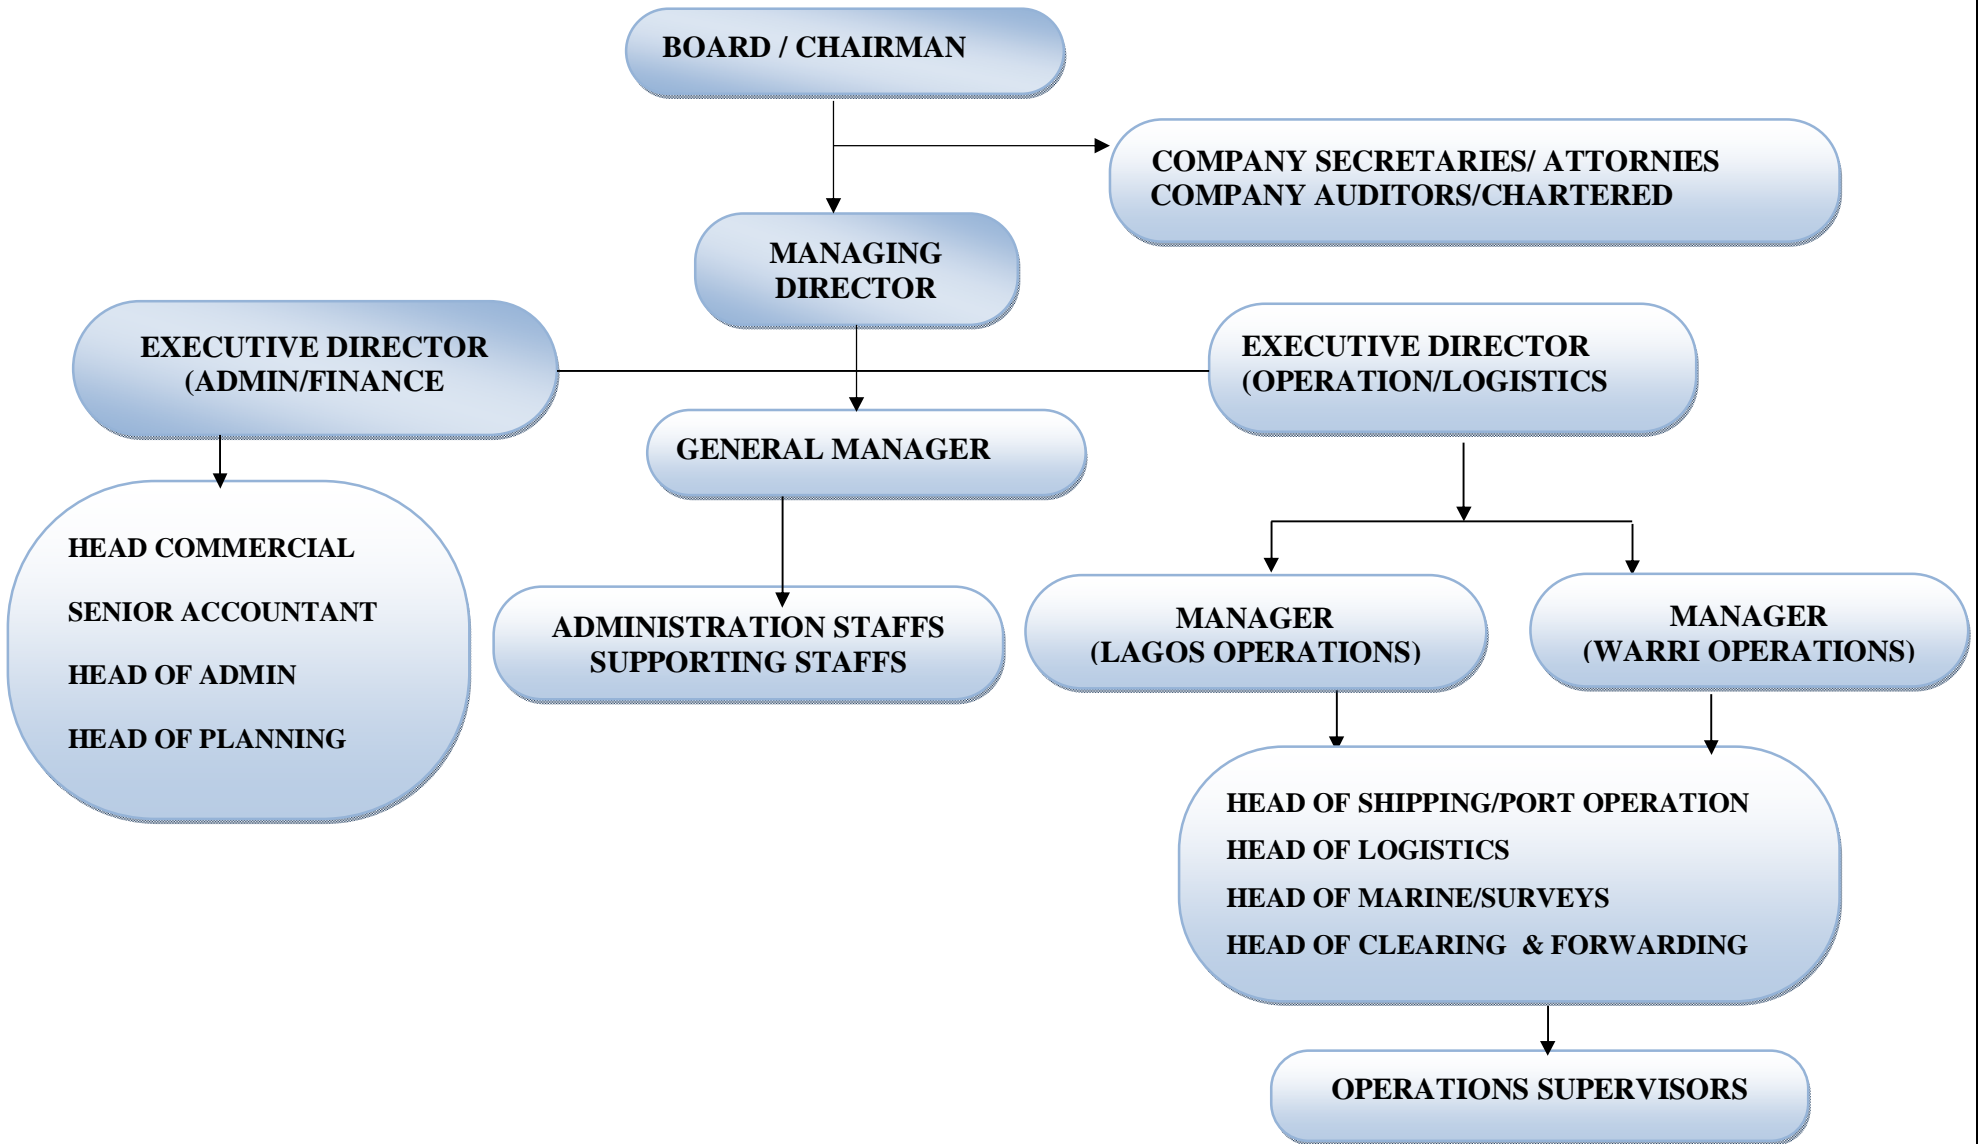 BOARD / CHAIRMAN
COMPANY SECRETARIES/ ATTORNIES
COMPANY AUDITORS/CHARTERED
MANAGING
DIRECTOR
EXECUTIVE DIRECTOR
(ADMIN/FINANCE
EXECUTIVE DIRECTOR
(OPERATION/LOGISTICS
GENERAL MANAGER
HEAD COMMERCIAL
SENIOR ACCOUNTANT
HEAD OF ADMIN
HEAD OF PLANNING
ADMINISTRATION STAFFS
SUPPORTING STAFFS
MANAGER
(LAGOS OPERATIONS)
MANAGER
(WARRI OPERATIONS)
HEAD OF SHIPPING/PORT OPERATION
HEAD OF LOGISTICS
HEAD OF MARINE/SURVEYS
HEAD OF CLEARING & FORWARDING
OPERATIONS SUPERVISORS